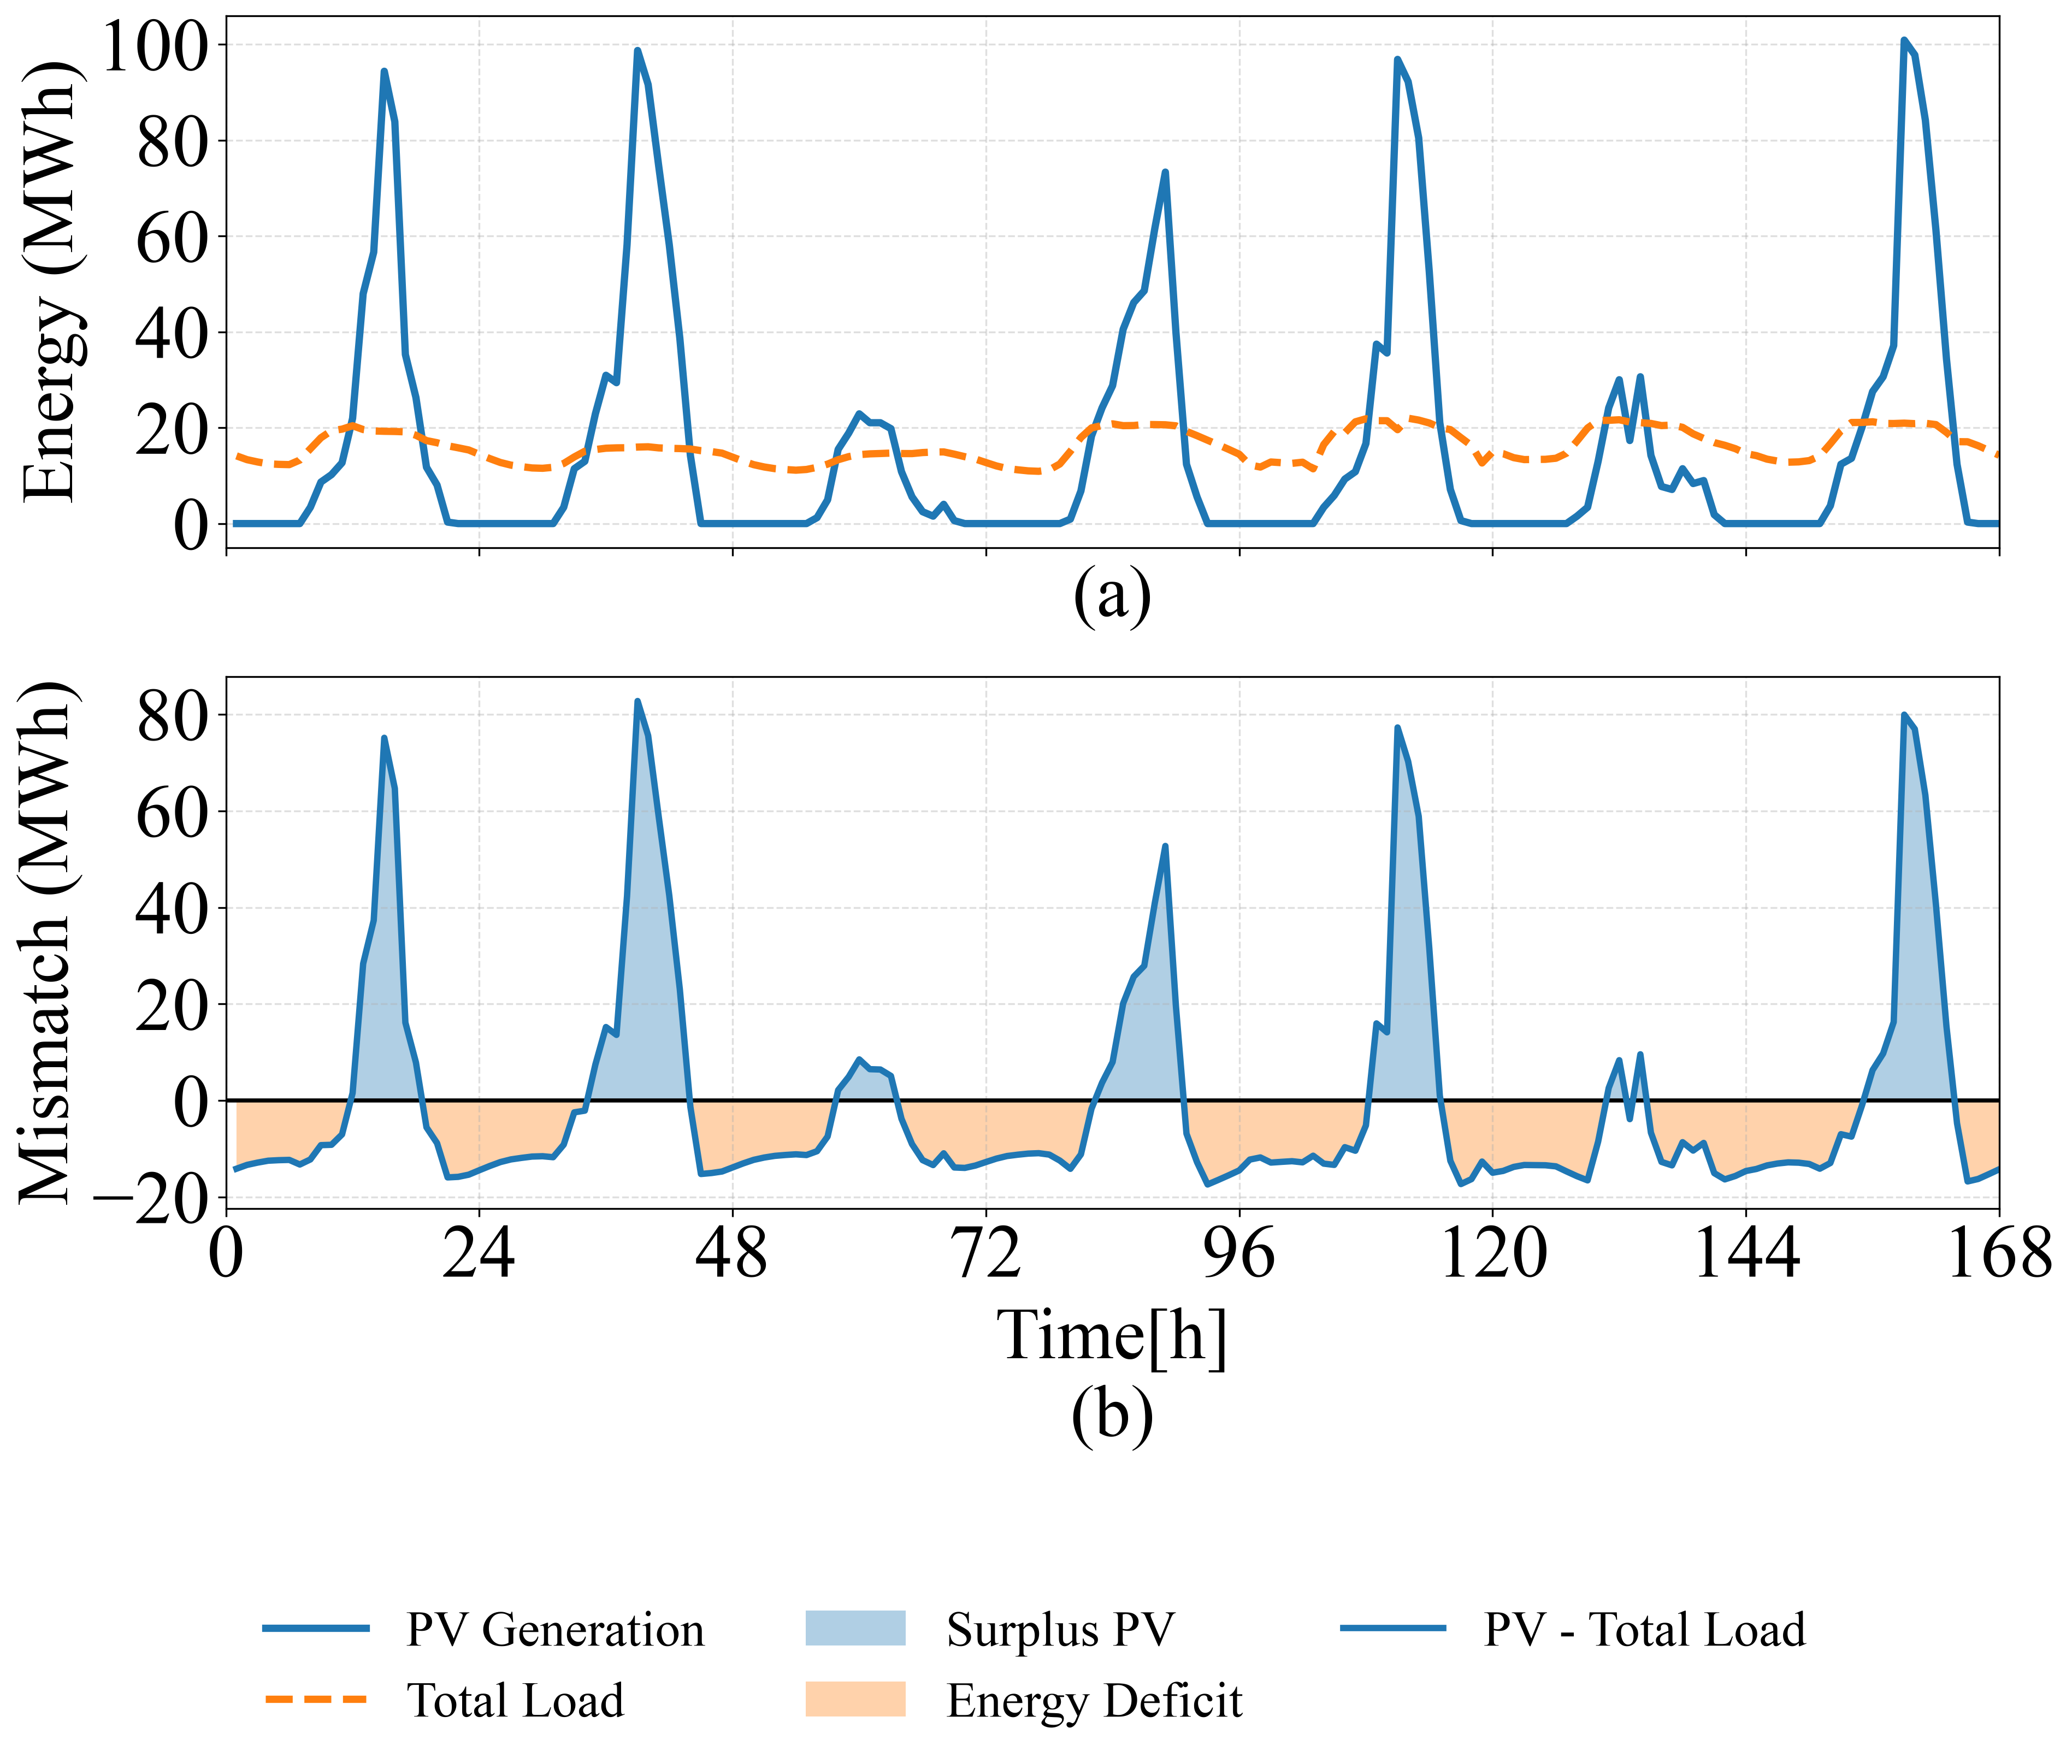 Energy (MWh)
100
80
60
40
20
0
(a)
Mismatch (MWh)
80
60
40
20
0
−20
0 24 48 72 96 120 144 168
Time[h]
(b)
PV Generation Surplus PV PV - Total Load
Total Load Energy Deficit